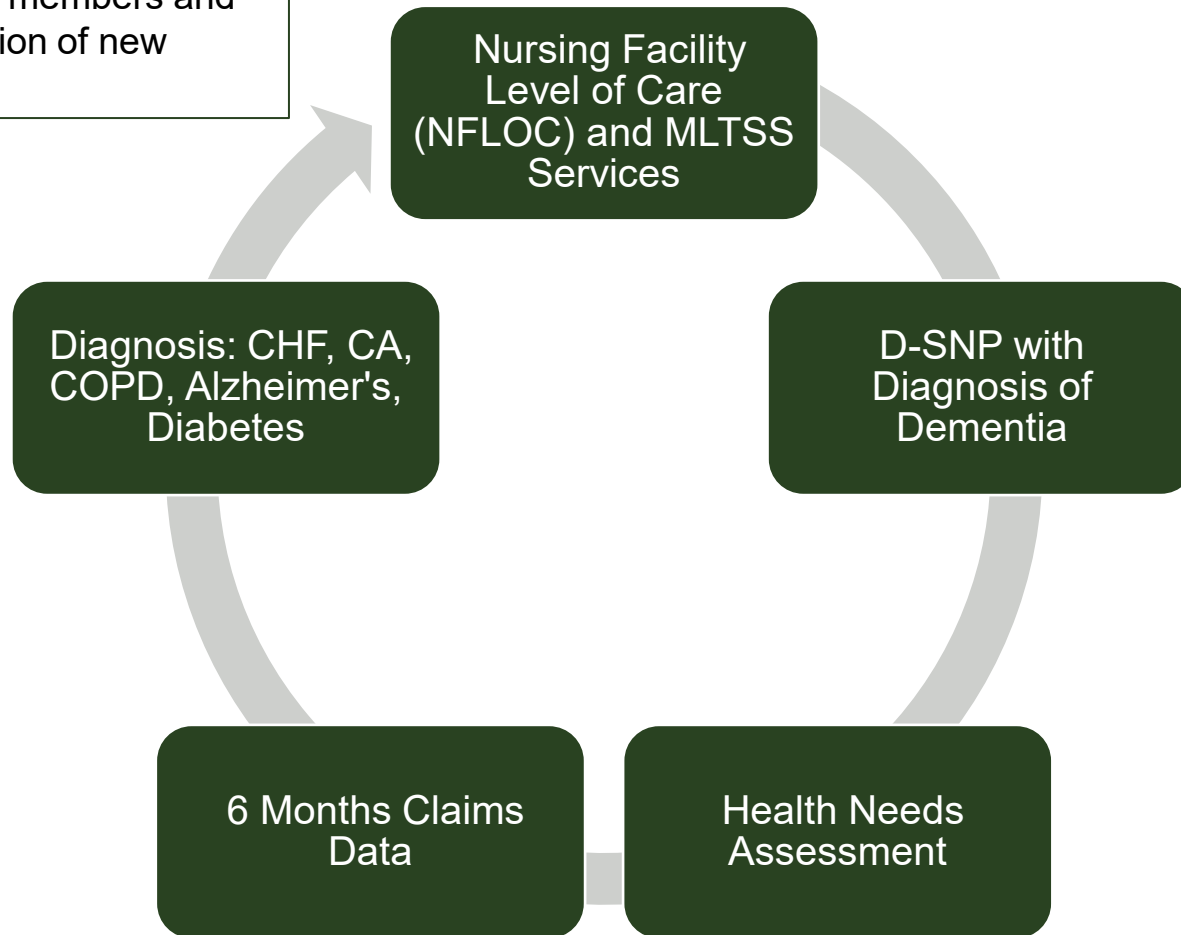 members and
tion of new
Nursing Facility
Level of Care
(NFLOC) and MLTSS
Services
D-SNP with
Diagnosis of
Dementia
Health Needs
Assessment
6 Months Claims
Data
Diagnosis: CHF, CA,
COPD, Alzheimer's,
Diabetes